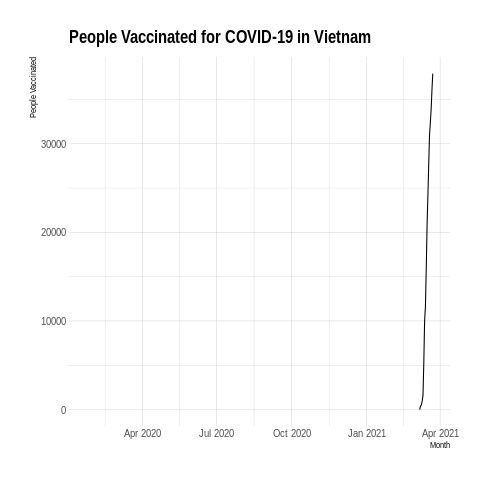 People Vaccinated for COVID-19 in Vietnam
People Vaccinated
30000
20000
10000
0
Apr 2020 Jul 2020 Oct 2020 Jan 2021 Apr 2021
Month